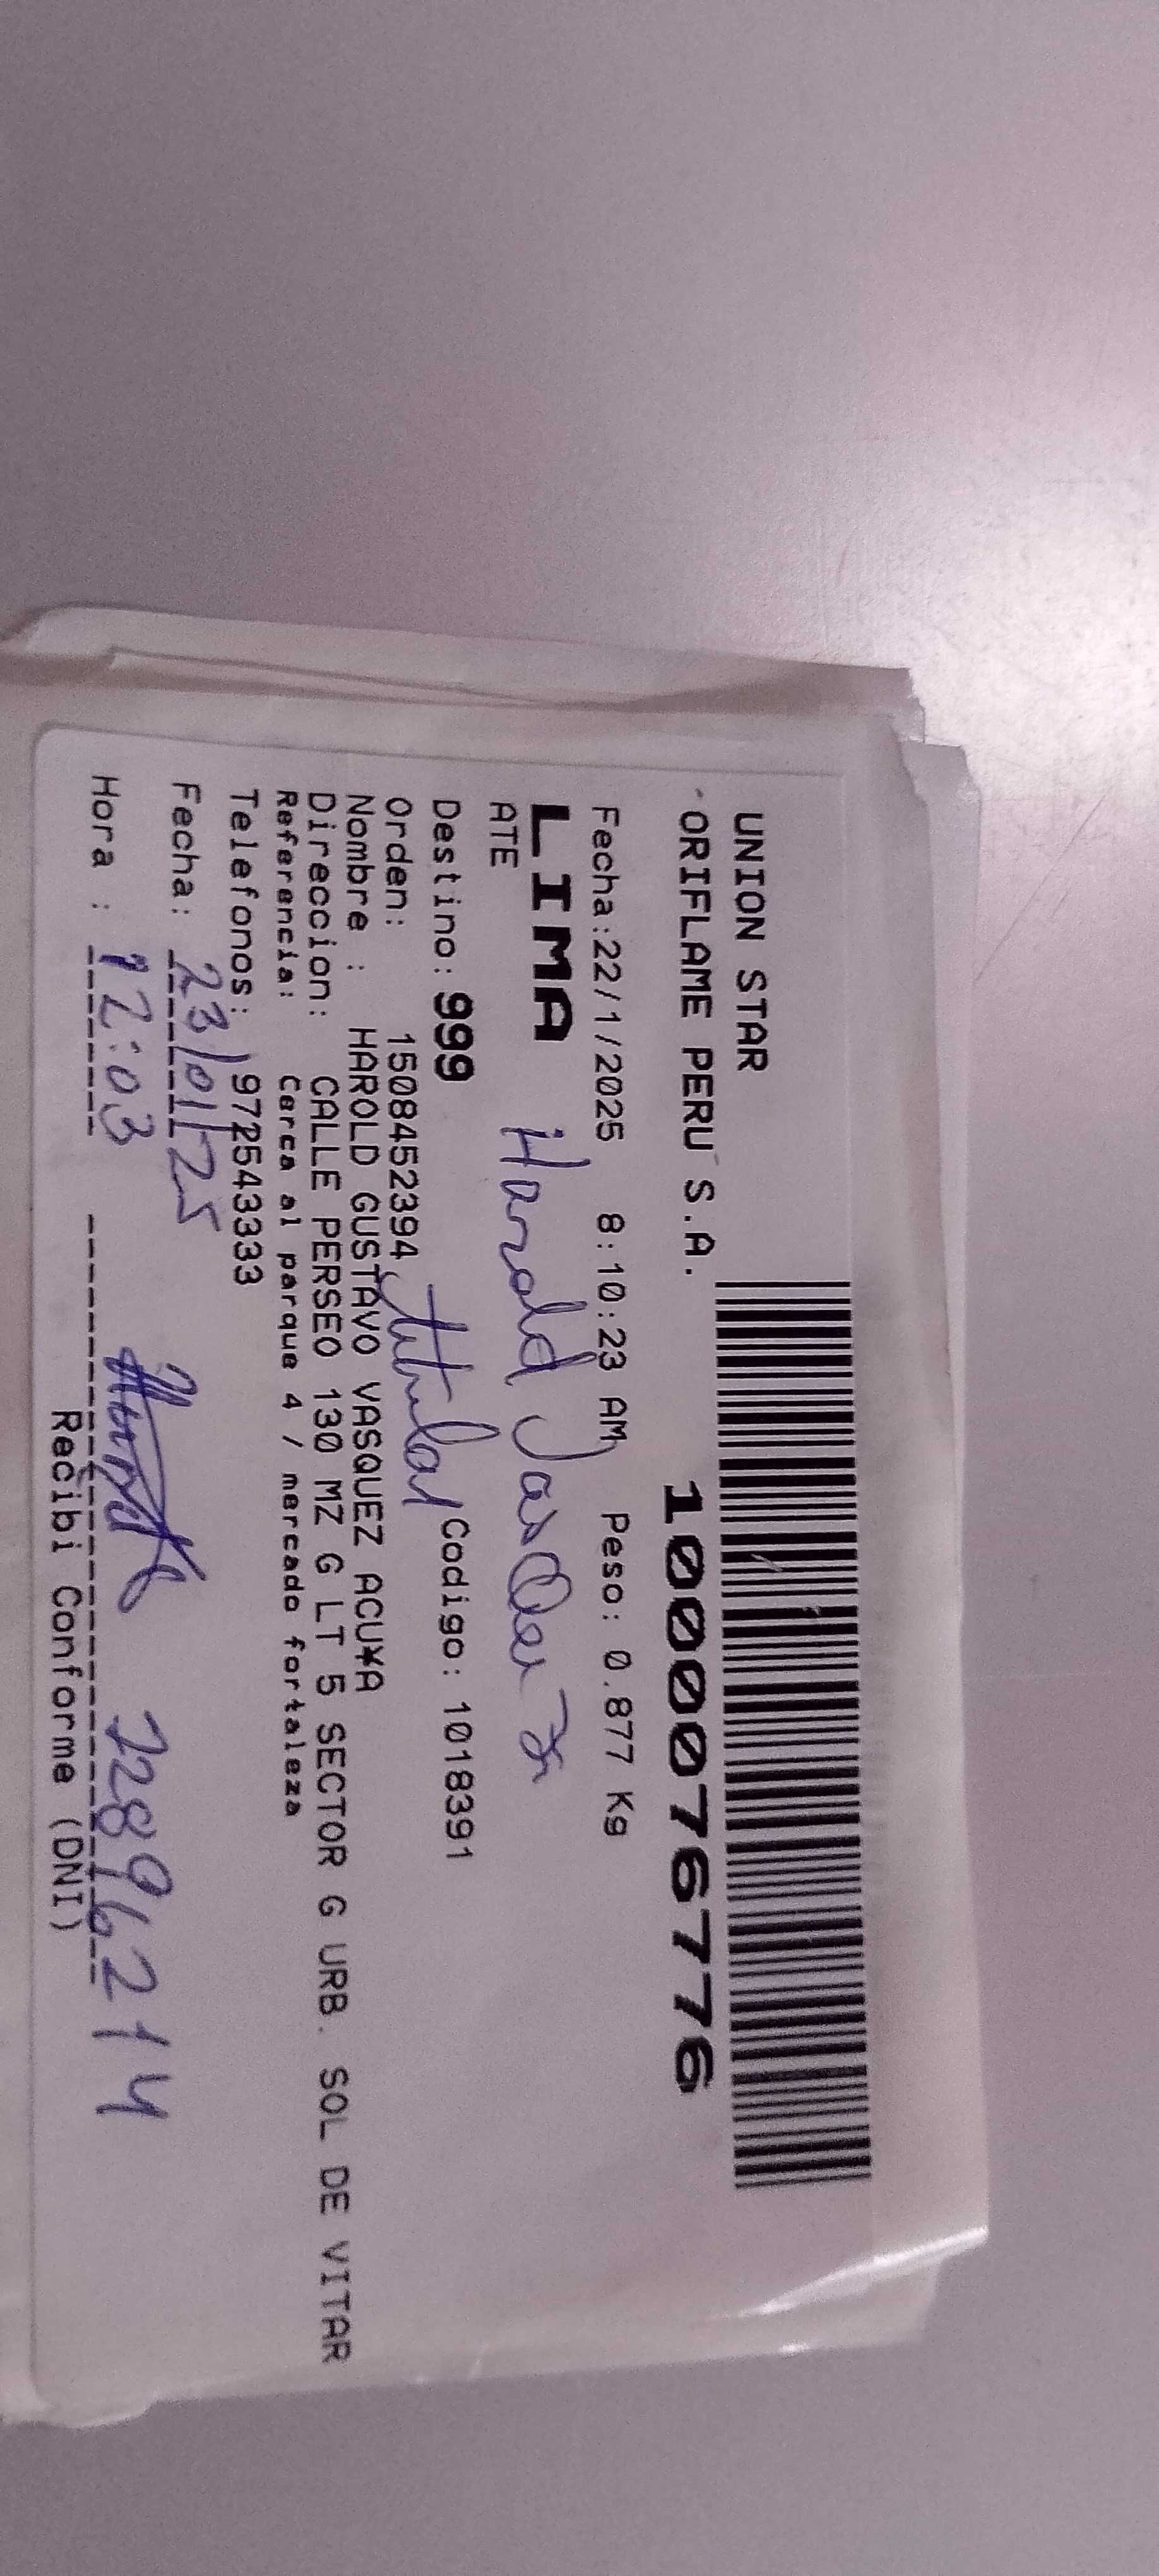 UNION STAR
ORIFLAME PERU S.A.
1000076776
Fecha:22/1/2025 8:10:23 AM Peso: 0.877 Kg
LIMA
ATE
Harold
Destino: 999 titular Codigo: 1018391
Orden: 1508452394
Nombre : HAROLD GUSTAVO VASQUEZ ACU¥A
Direccion: CALLE PERSEO 130 MZ G LT 5 SECTOR G URB. SOL DE VITAR
Referencia: Cerca al parque 4 / mercado fortaleza
Telefonos: 972543333
Fecha: 23/01/25
Hora : 12:03 72896214
Recibi Conforme (DNI)